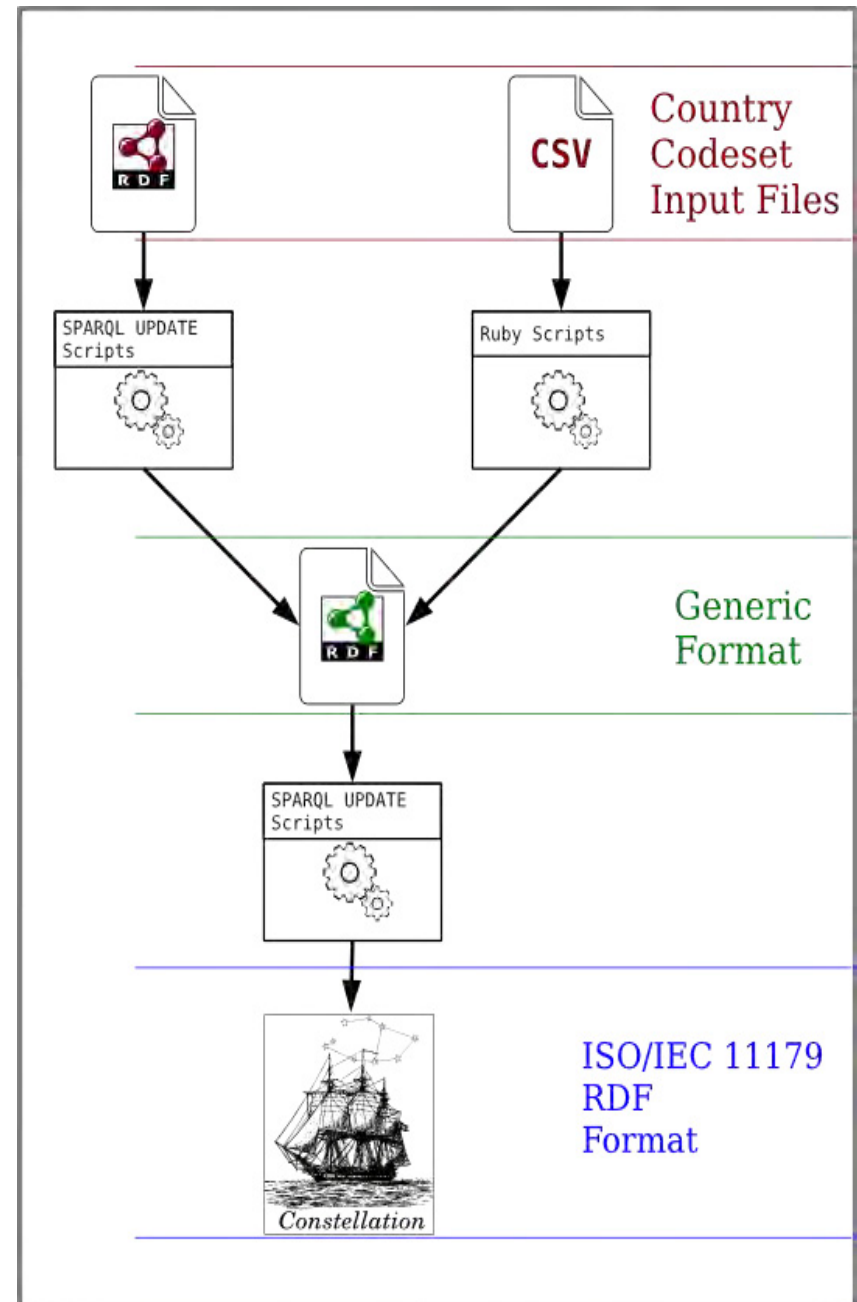 RDF
CSV
Country
Codeset
Input Files
SPARQL UPDATE
Scripts
Ruby Scripts
RDF
Generic
Format
SPARQL UPDATE
Scripts
ISO/IEC 11179
RDF
Format
Constellation